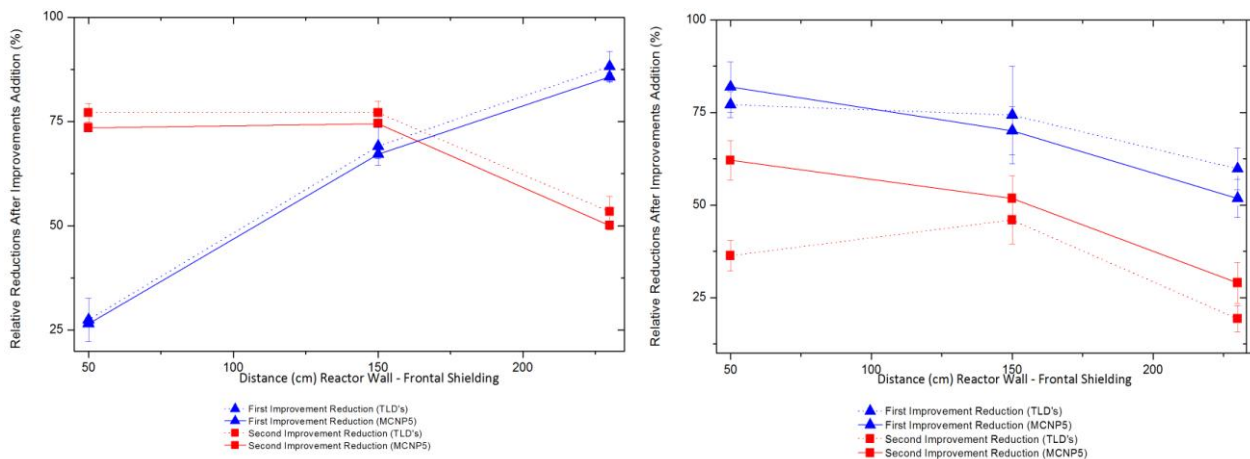 Relative Reductions After Improvements Addition (%)
100
75
50
25
50
100
150
200
Distance (cm) Reactor Wall - Frontal Shielding
First Improvement Reduction (TLD's)
First Improvement Reduction (MCNP5)
Second Improvement Reduction (TLD's)
Second Improvement Reduction (MCNP5)
Relative Reductions After Improvements Addition (%)
100
75
50
25
50
100
150
200
Distance (cm) Reactor Wall - Frontal Shielding
First Improvement Reduction (TLD's)
First Improvement Reduction (MCNP5)
Second Improvement Reduction (TLD's)
Second Improvement Reduction (MCNP5)